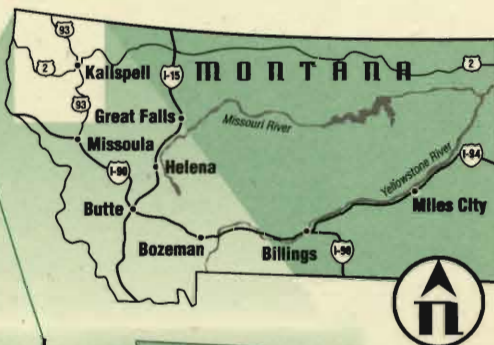 93
2
Kalispell
I-15
MONTANA
2
93
Great Falls
Missouri River
Missoula
I-94
I-90
Helena
Yellowstone River
Butte
Miles City
Bozeman
Billings
I-90
n